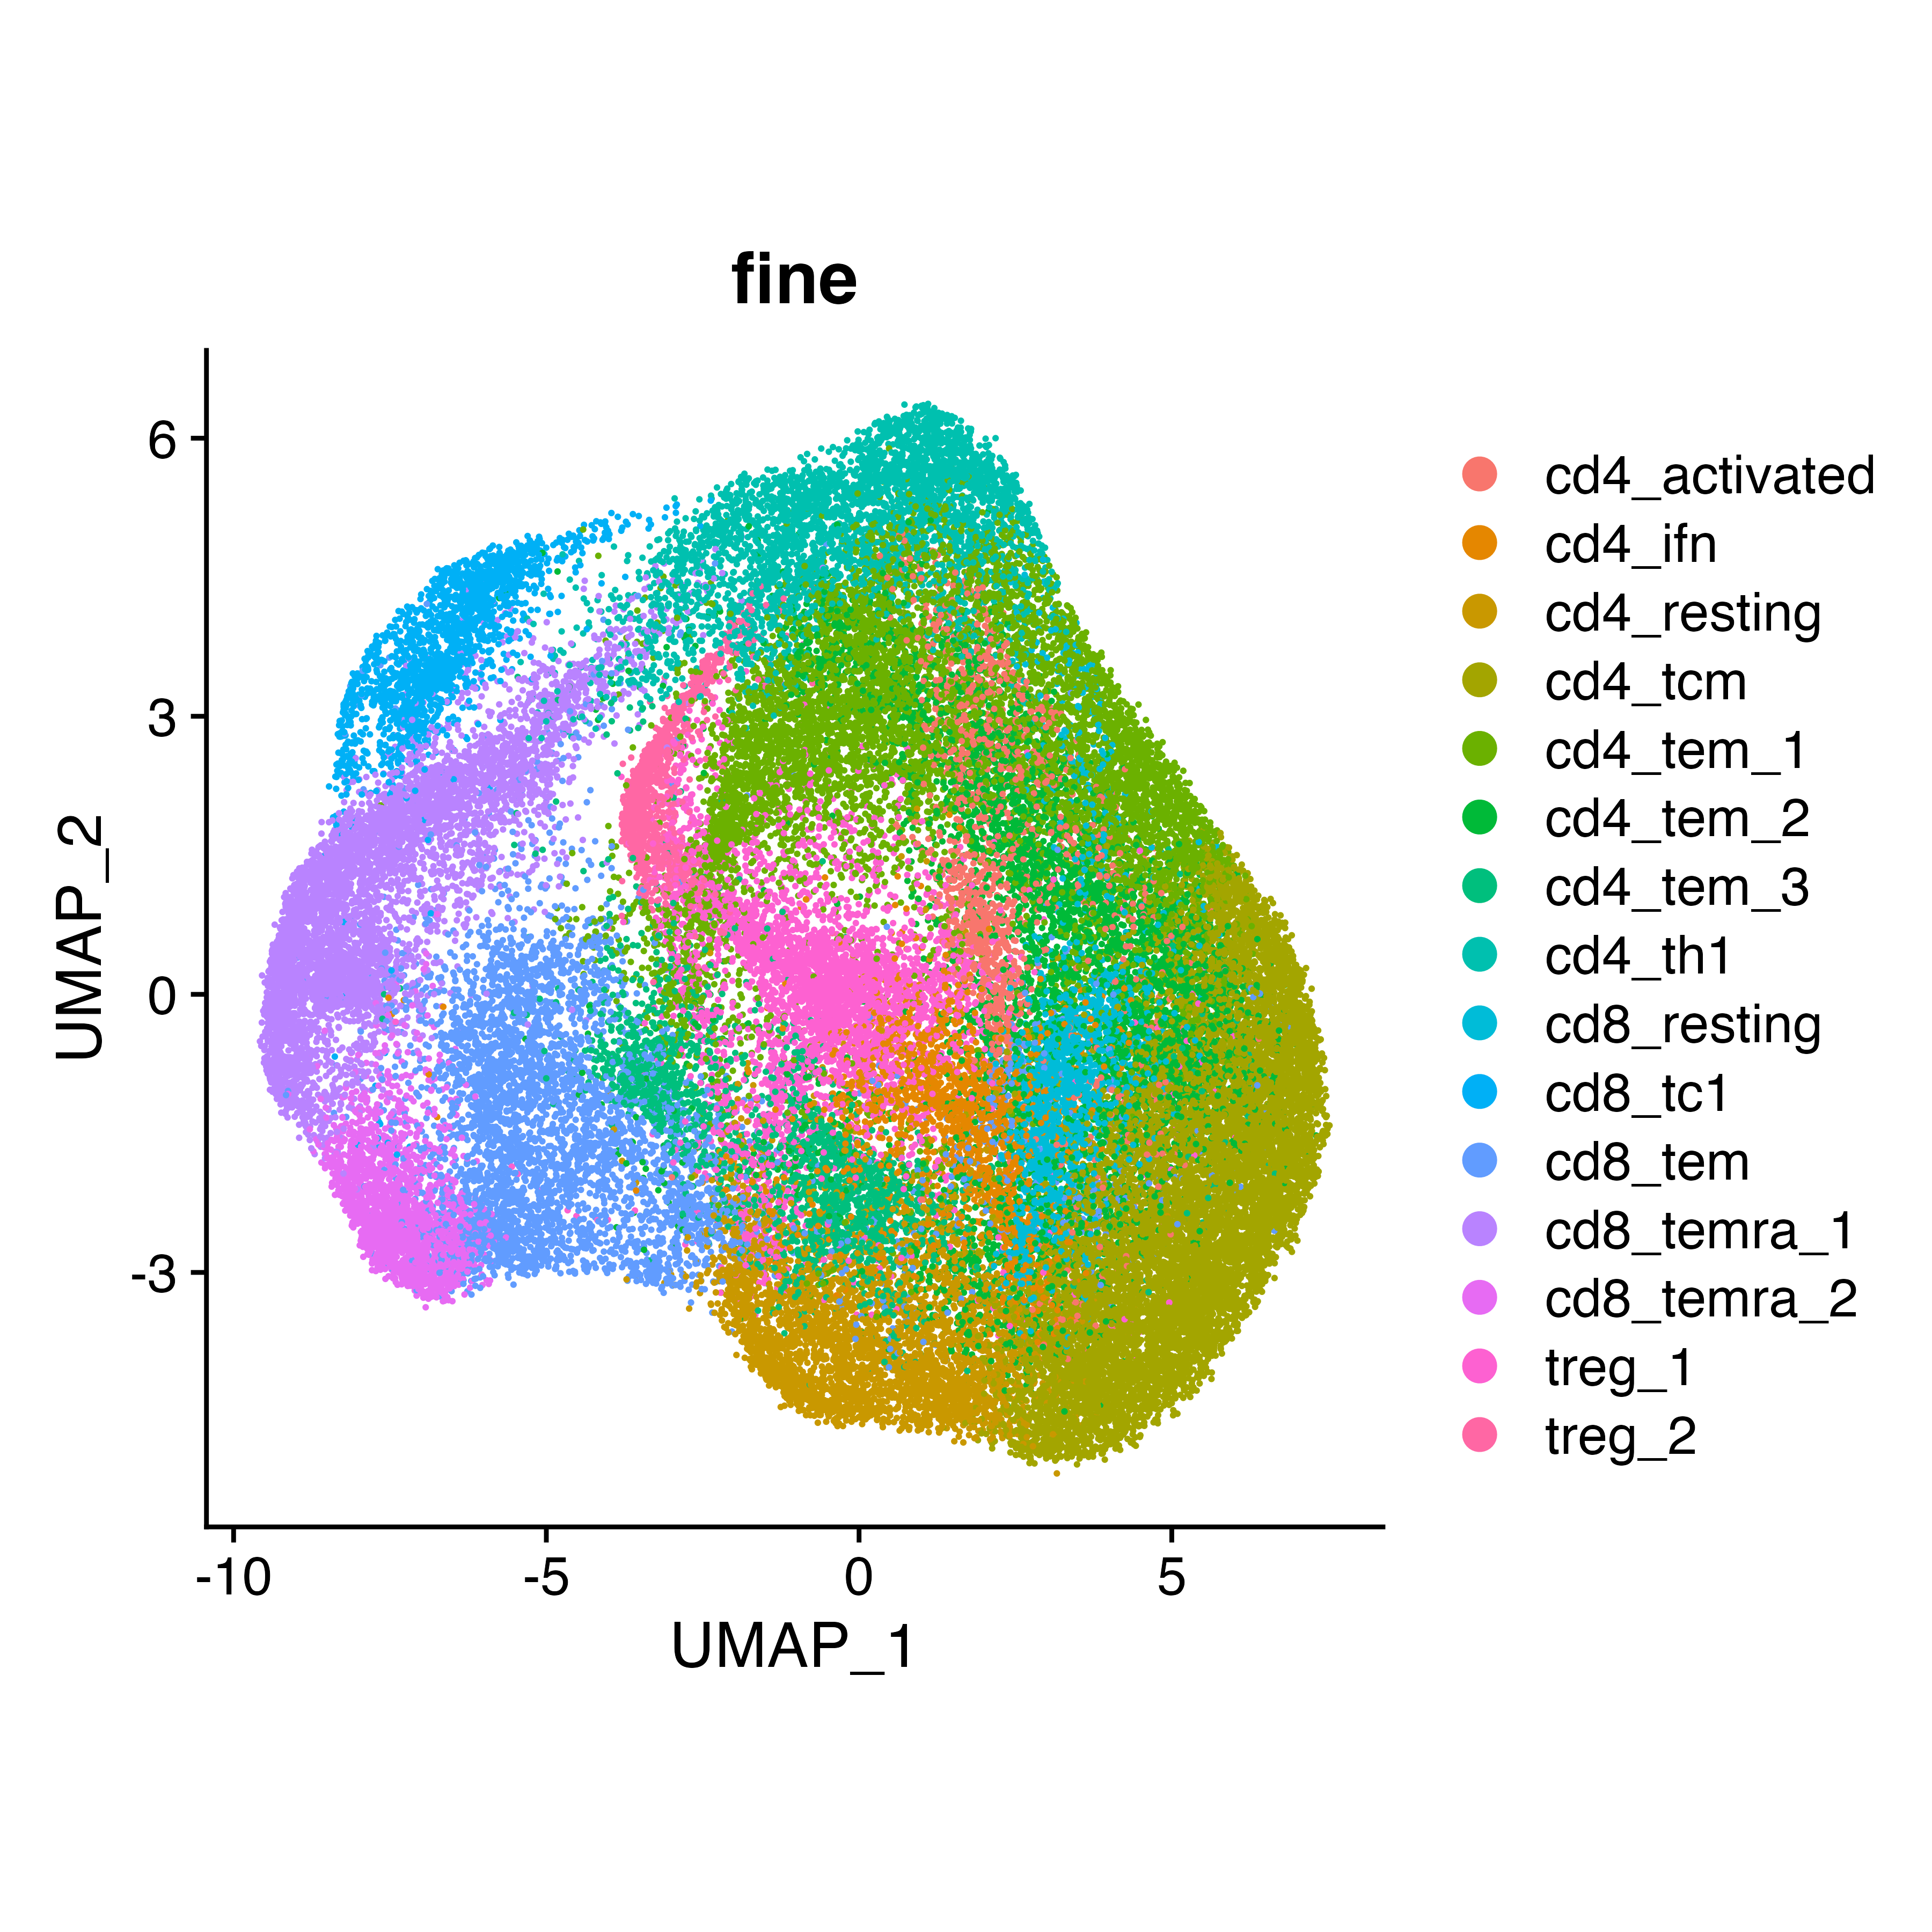 fine
UMAP_2
6
3
0
-3
-10
-5
0
5
UMAP_1
cd4_activated
cd4_ifn
cd4_resting
cd4_tcm
cd4_tem_1
cd4_tem_2
cd4_tem_3
cd4_th1
cd8_resting
cd8_tc1
cd8_tem
cd8_temra_1
cd8_temra_2
treg_1
treg_2